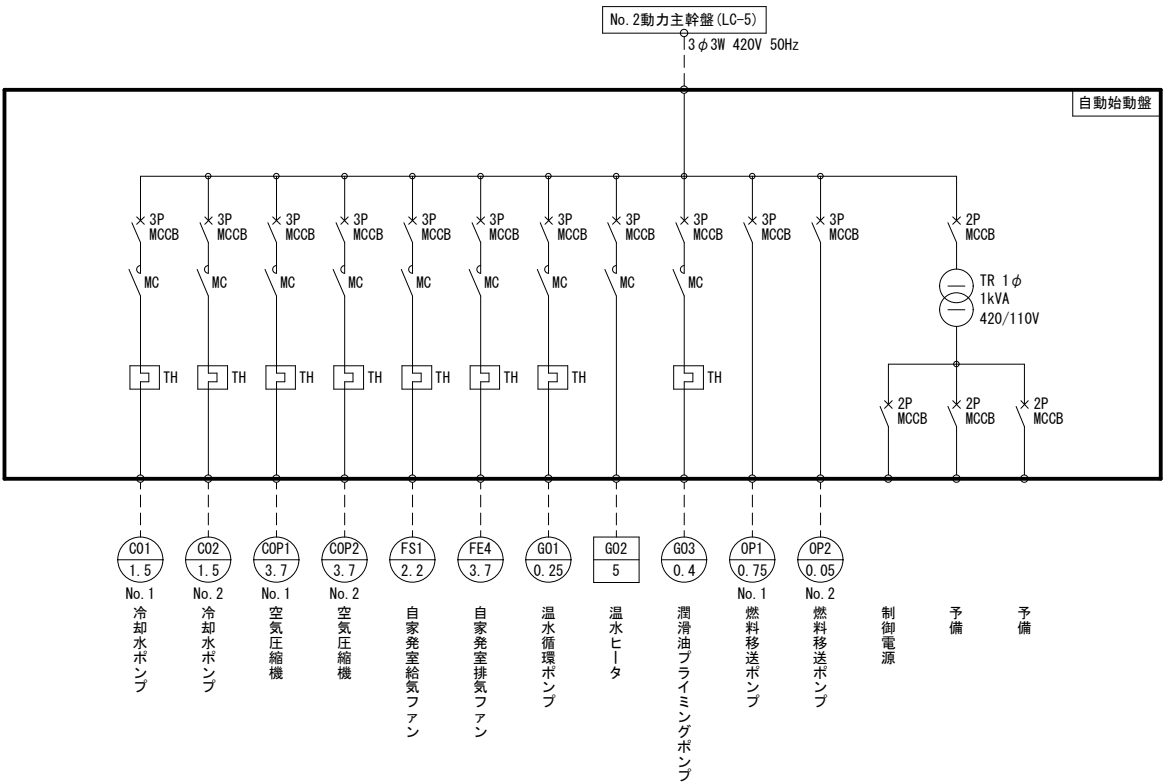 No.2動力主幹盤(LC-5)
3φ3W 420V 50Hz
自動始動盤
3P
MCCB
3P
MCCB
3P
MCCB
3P
MCCB
3P
MCCB
3P
MCCB
3P
MCCB
3P
MCCB
3P
MCCB
3P
MCCB
3P
MCCB
2P
MCCB
MC
MC
MC
MC
MC
MC
MC
MC
MC
TR 1φ
1kVA
420/110V
TH
TH
TH
TH
TH
TH
TH
TH
2P
MCCB
2P
MCCB
2P
MCCB
CO1
1.5
No.1
冷却水ポンプ
CO2
1.5
No.2
冷却水ポンプ
COP1
3.7
No.1
空気圧縮機
COP2
3.7
No.2
空気圧縮機
FS1
2.2
自家発室給気ファン
FE4
3.7
自家発室排気ファン
GO1
0.25
温水循環ポンプ
GO2
5
温水ヒータ
GO3
0.4
潤滑油プライミングポンプ
OP1
0.75
No.1
燃料移送ポンプ
OP2
0.05
No.2
燃料移送ポンプ
制御電源
予備
予備